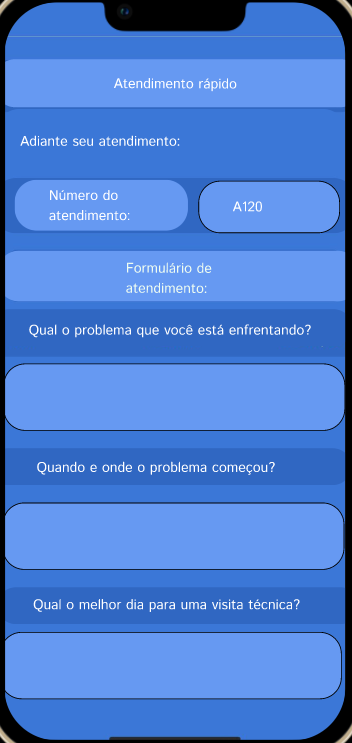 Atendimento rápido
Adiante seu atendimento:
Número do
atendimento:
A120
Formulário de
atendimento:
Qual o problema que você está enfrentando?
Quando e onde o problema começou?
Qual o melhor dia para uma visita técnica?